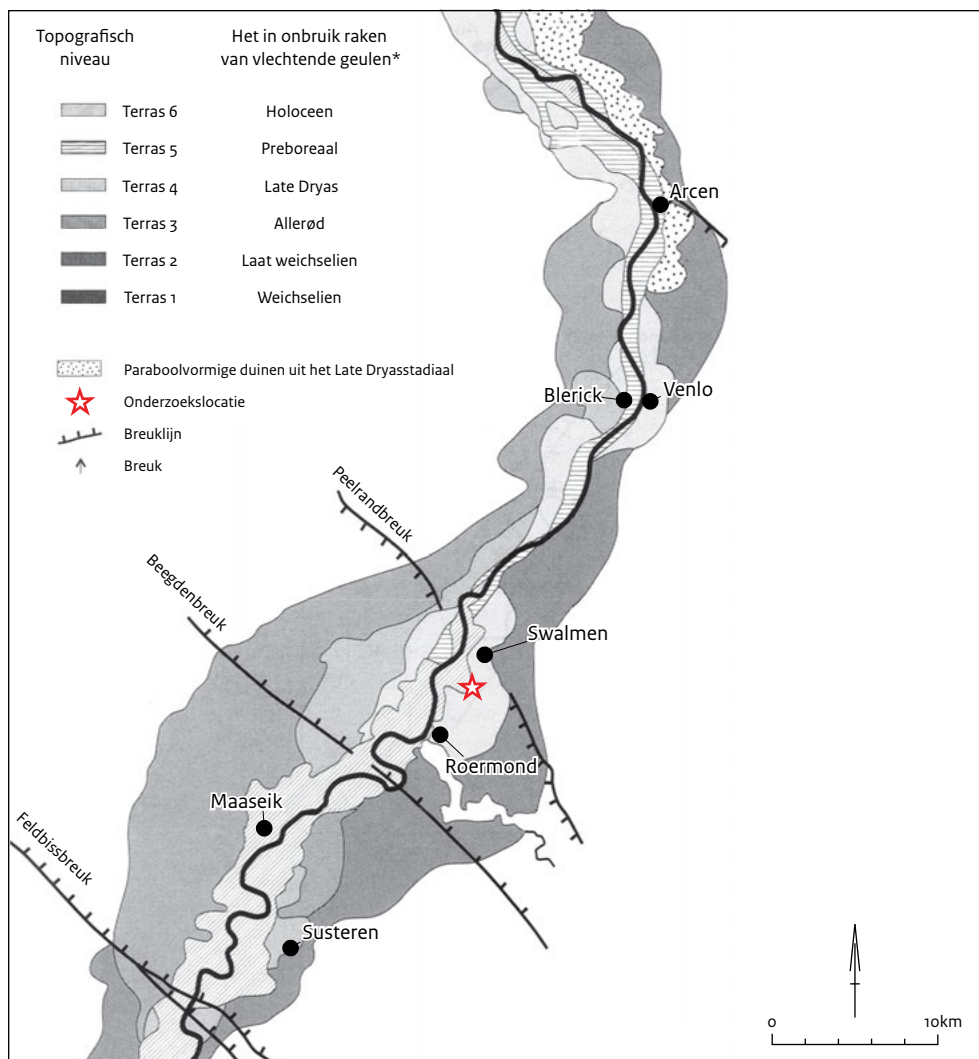 Topografisch
niveau
Het in onbruik raken
van vlechtende geulen*
Terras 6 Holoceen
Terras 5 Preboreaal
Terras 4 Late Dryas
Terras 3 Allerød
Terras 2 Laat weichselien
Terras 1 Weichselien
Paraboolvormige duinen uit het Late Dryasstadiaal
Onderzoekslocatie
Breuklijn
Breuk
Arcen
Blerick
Venlo
Peelrandbreuk
Beegdenbreuk
Swalmen
Roermond
Maaseik
Feldbissbreuk
Susteren
0 10km